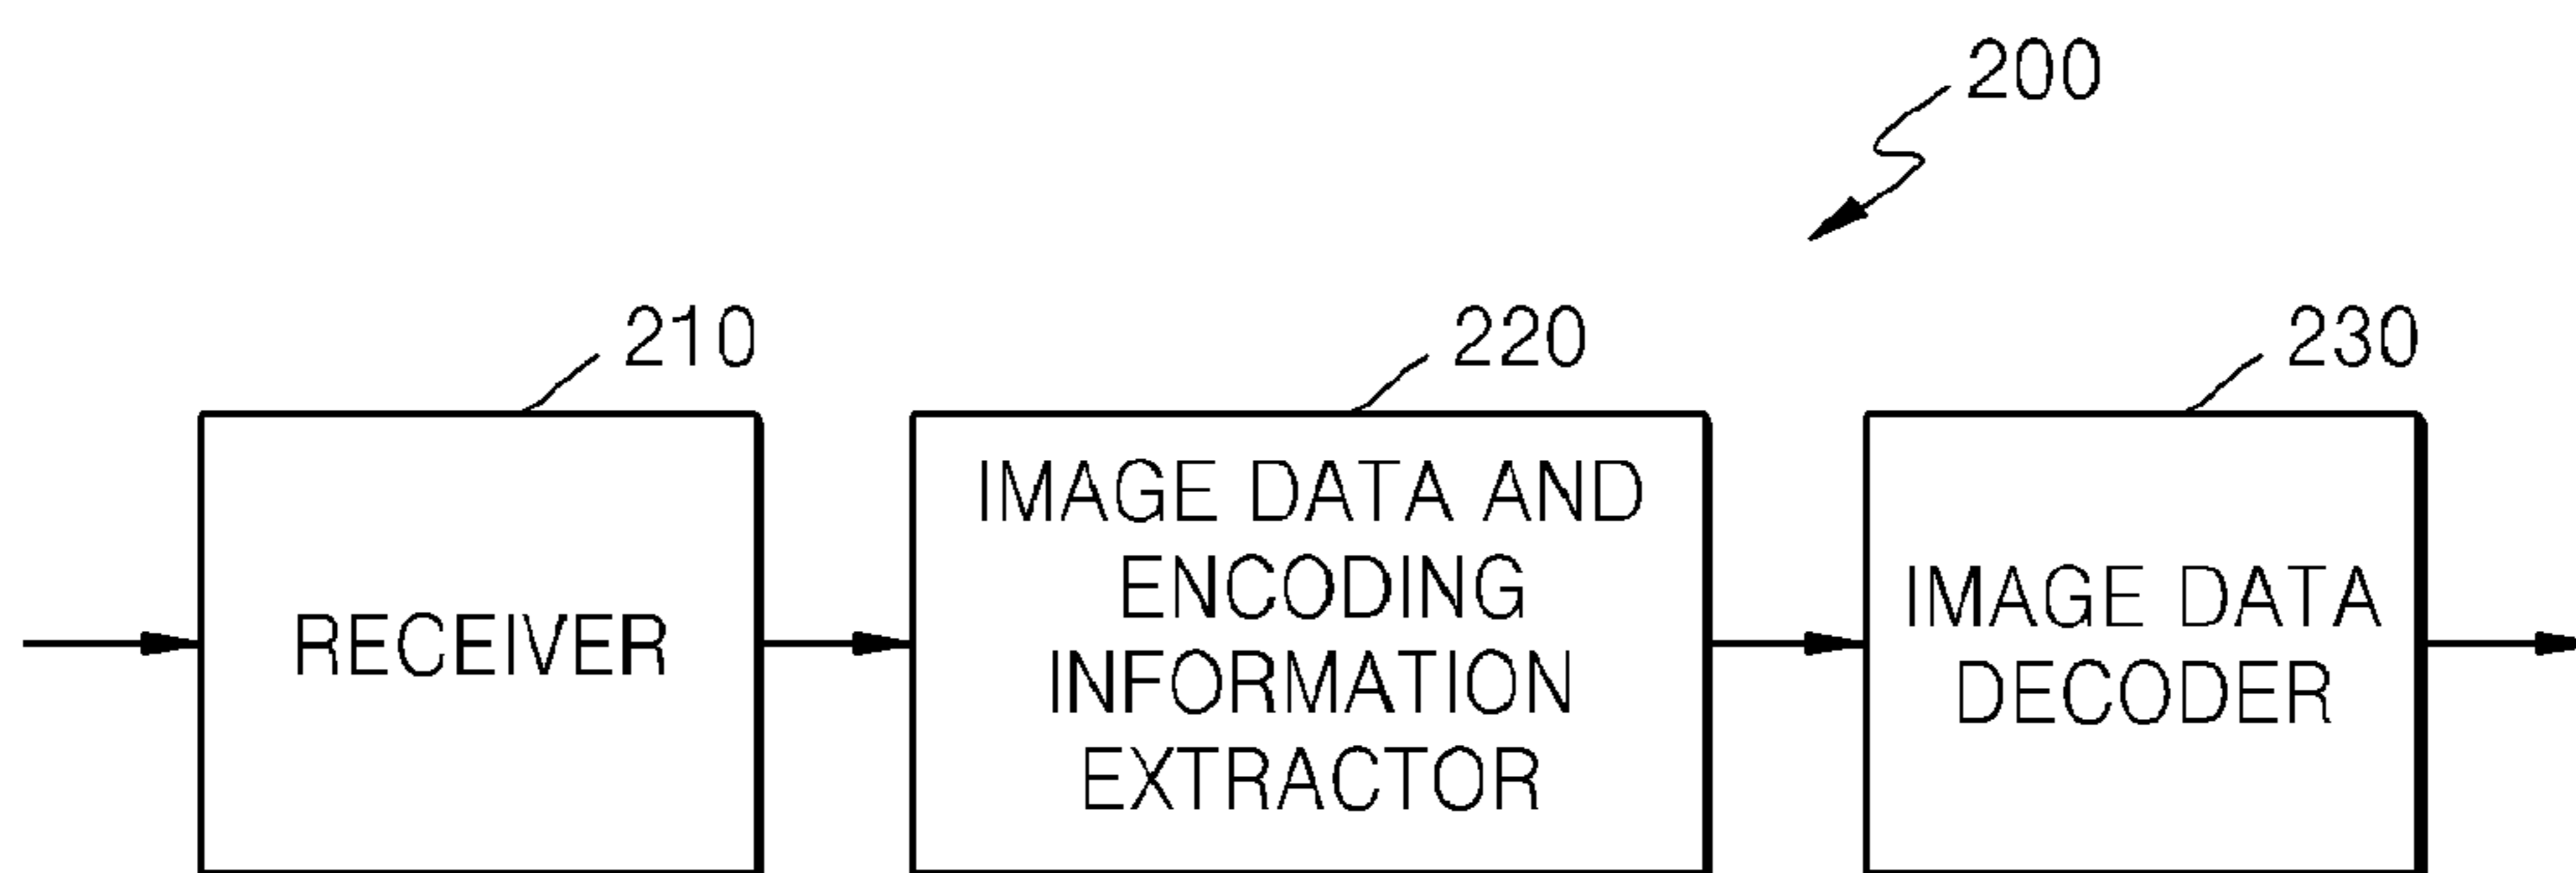 200
210
220
230
RECEIVER
IMAGE DATA AND
ENCODING
INFORMATION
EXTRACTOR
IMAGE DATA
DECODER